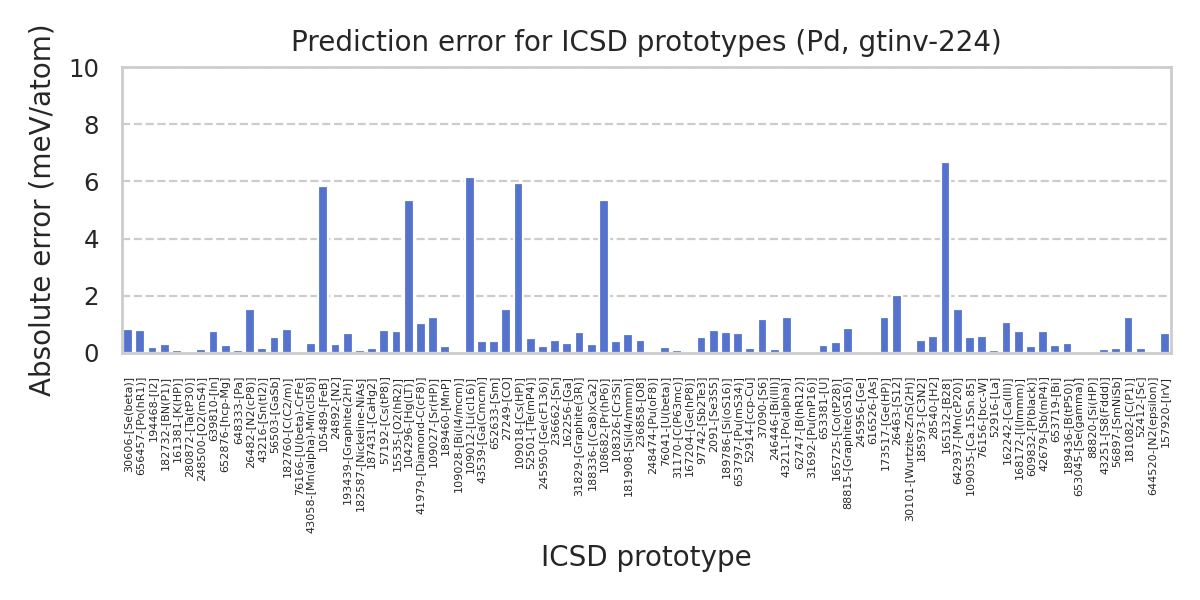 Prediction error for ICSD prototypes (Pd, gtinv-224)
Absolute error (meV/atom)
10
8
6
4
2
0
30606-[Se(beta)]
656457-[Po(hR1)]
194468-[I2]
182732-[BN(P1)]
16381-[K(HP)]
280872-[Ta(tP30)]
248500-[O2(mS4)]
639810-[In]
652876-[hcp-Mg]
64833-[Pa]
26482-[N2(cP8)]
43216-[Sn(tI2)]
56503-[GaSb]
182760-[C(C2/m)]
76166-[U(beta)-CrFe]
43058-[Mn(alpha)-Mn(cI58)]
105489-[FeB]
24892-[N2]
193439-[Graphite(2H)]
182587-[Nickeline-NiAs]
187431-[CaHg2]
57192-[Cs(tP8)]
15535-[O2(hR2)]
104296-[Hg(LT)]
41979-[Diamond-C(cF8)]
109027-[Sr(HP)]
189460-[MnP]
109028-[Bi(I4/mcm)]
109012-[Li(cI16)]
43539-[Ga(Cmcm)]
652633-[Sm]
27249-[CO]
109018-[Cs(HP)]
52501-[Te(mP4)]
245950-[Ge(cF136)]
236662-[Sn]
162256-[Ga]
31829-[Graphite(3R)]
188336-[(Ca8)xCa2]
108682-[Pr(hP6)]
108326-[Cr3Si]
181908-[Si(I4/mmm)]
236858-[O8]
248474-[Pu(oF8)]
76041-[U(beta)]
31170-[C(P63mc)]
167204-[Ge(hP8)]
97742-[Sb2Te3]
2091-[Se3S5]
189786-[Si(oS16)]
653797-[Pu(mS34)]
52914-[ccp-Cu]
37090-[S6]
246446-[Bi(III)]
43211-[Po(alpha)]
62747-[B(hR12)]
31692-[Pu(mP16)]
653381-[U]
165725-[Co(tP28)]
88815-[Graphite(oS16)]
245956-[Ge]
616526-[As]
17357-[Ge(HP)]
26463-[S12]
30101-[Wurtzite-ZnS(2H)]
185973-[C3N2]
28540-[H2]
165132-[B28]
642937-[Mn(cP20)]
109035-[Ca.15Sn.85]
76156-[bcc-W]
52916-[La]
162242-[Ca(III)]
168172-[I(Immm)]
609832-[P(black)]
42679-[Sb(mP4)]
653719-[Bi]
189436-[B(tP50)]
653045-[Se(gamma)]
88820-[Si(HP)]
43251-[S8(Fddd)]
56897-[SmNiSb]
181082-[C(P1)]
52412-[Sc]
644520-[N2(epsilon)]
157920-[IrV]
ICSD prototype